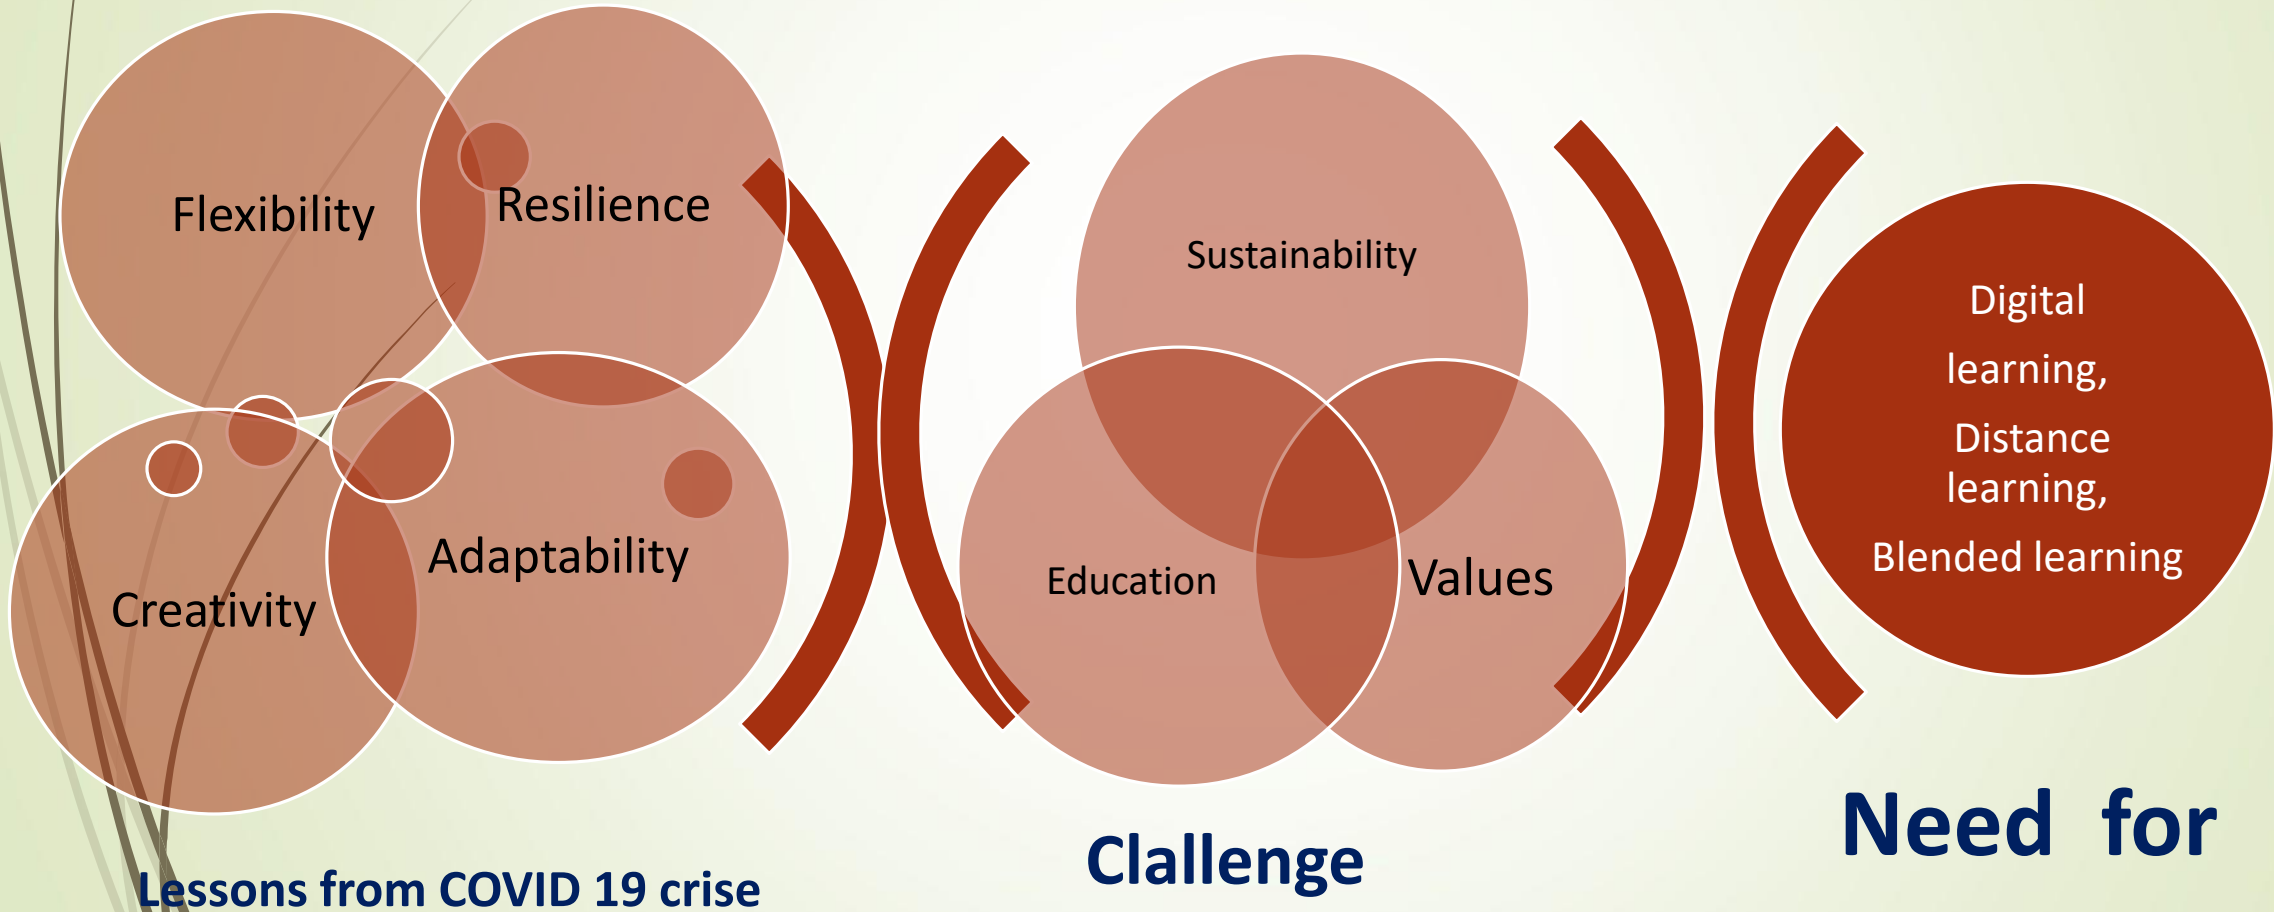 Flexibility
Resilience
Creativity
Adaptability
Lessons from COVID 19 crise
Sustainability
Education
Values
Clallenge
Digital
learning,
Distance
learning,
Blended learning
Need for